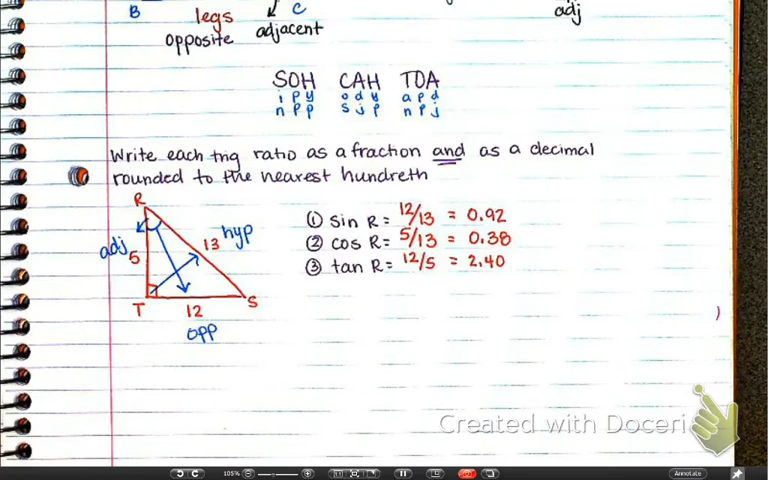 B legs C
opposite adjacent adj
SOH CAH TOA
i p y o d y a p d
n p p s j p n p j
Write each trig ratio as a fraction and as a decimal
rounded to the nearest hundreth
R
adj 5 13 hyp
T 12 S
opp
① sin R = 12/13 = 0.92
② cos R = 5/13 = 0.38
③ tan R = 12/5 = 2.40
Created with Doceri
105%
Annotate